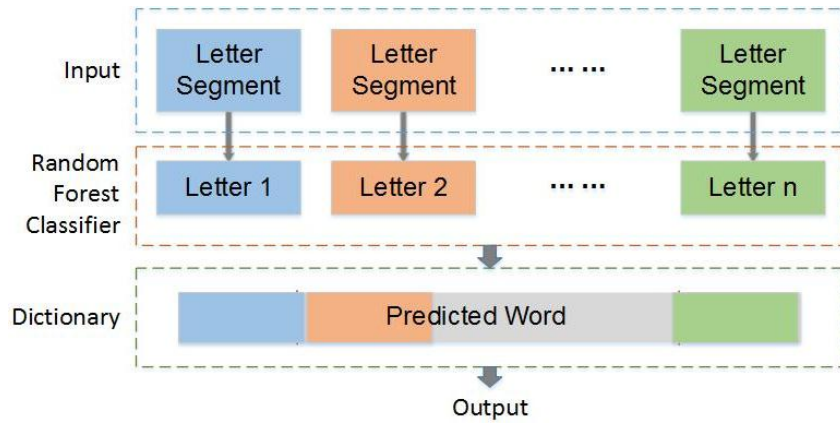 Input
Letter Segment
Letter Segment
... ...
Letter Segment
Random Forest Classifier
Letter 1
Letter 2
... ...
Letter n
Dictionary
Predicted Word
Output